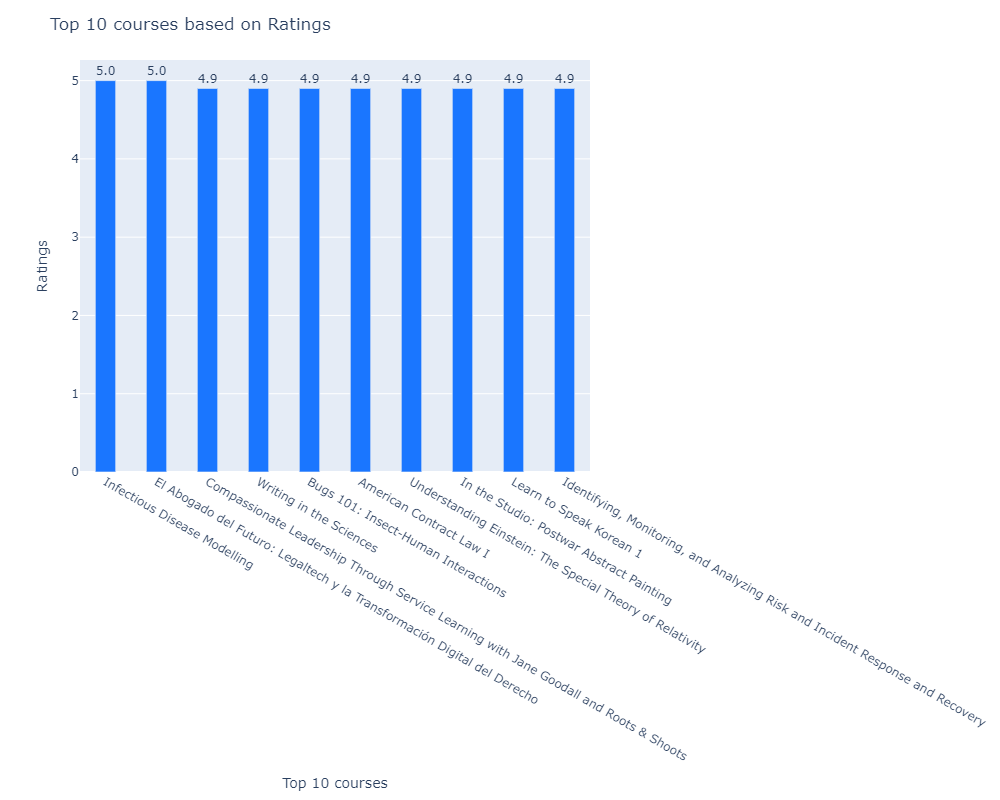 Top 10 courses based on Ratings
5.0
5.0
4.9
4.9
4.9
4.9
4.9
4.9
4.9
4.9
5
4
3
2
1
0
Ratings
Infectious Disease Modelling
El Abogado del Futuro: Legaltech y la Transformación Digital del Derecho
Compassionate Leadership Through Service Learning with Jane Goodall and Roots & Shoots
Writing in the Sciences
Bugs 101: Insect-Human Interactions
American Contract Law I
Understanding Einstein: The Special Theory of Relativity
In the Studio: Postwar Abstract Painting
Learn to Speak Korean 1
Identifying, Monitoring, and Analyzing Risk and Incident Response and Recovery
Top 10 courses